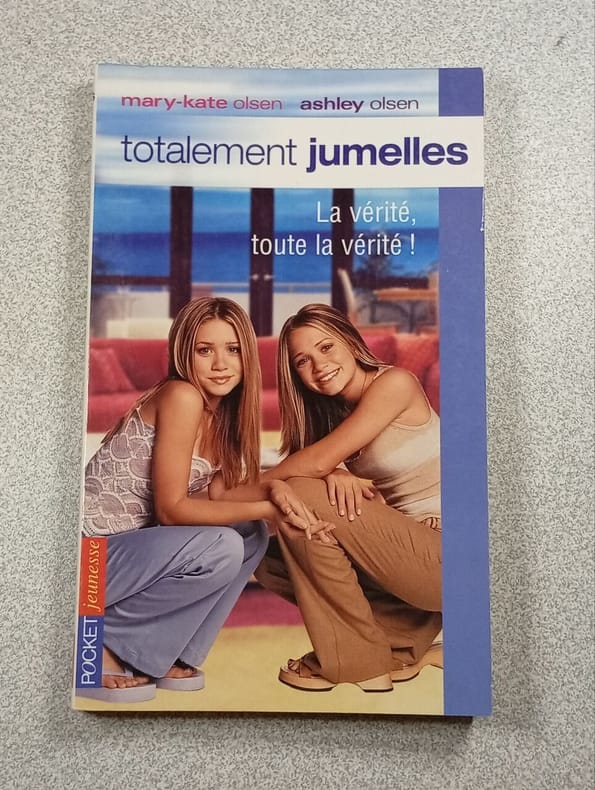 mary-kate olsen ashley olsen
totalement jumelles
La vérité,
toute la vérité !
POCKET jeunesse